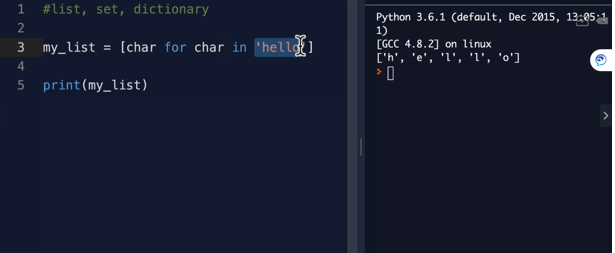 1 #list, set, dictionary
2
3 my_list = [char for char in 'hello']
4
5 print(my_list)
Python 3.6.1 (default, Dec 2015, 13:05:1
1)
[GCC 4.8.2] on linux
['h', 'e', 'l', 'l', 'o']